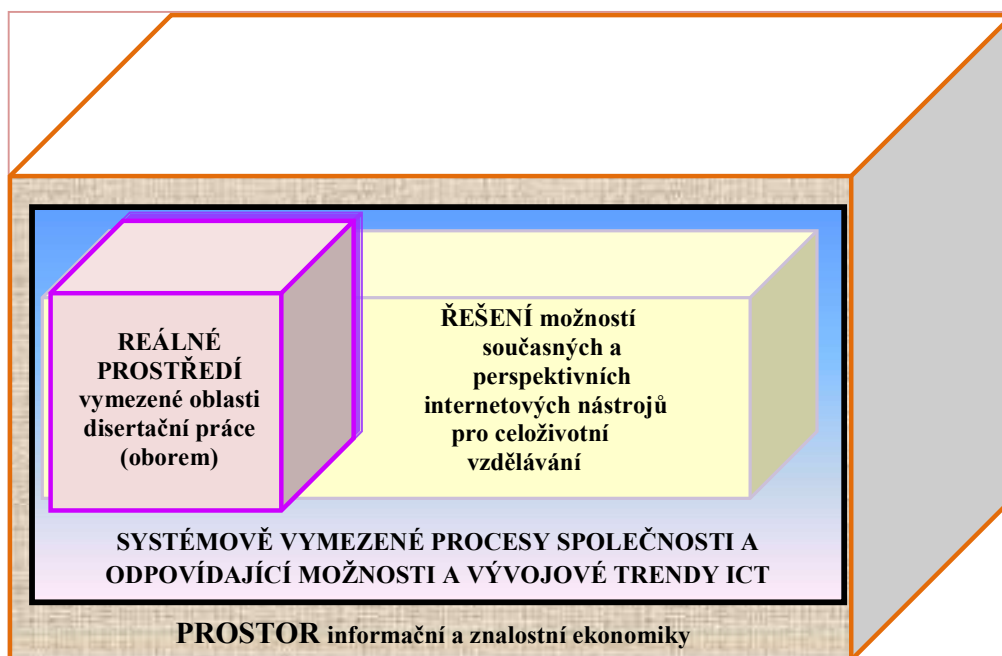 REÁLNÉ
PROSTŘEDÍ
vymezené oblasti
disertační práce
(oborem)
ŘEŠENÍ možností
současných a
perspektivních
internetových nástrojů
pro celoživotní
vzdělávání
SYSTÉMOVĚ VYMEZENÉ PROCESY SPOLEČNOSTI A
ODPOVÍDAJÍCÍ MOŽNOSTI A VÝVOJOVÉ TRENDY ICT
PROSTOR informační a znalostní ekonomiky